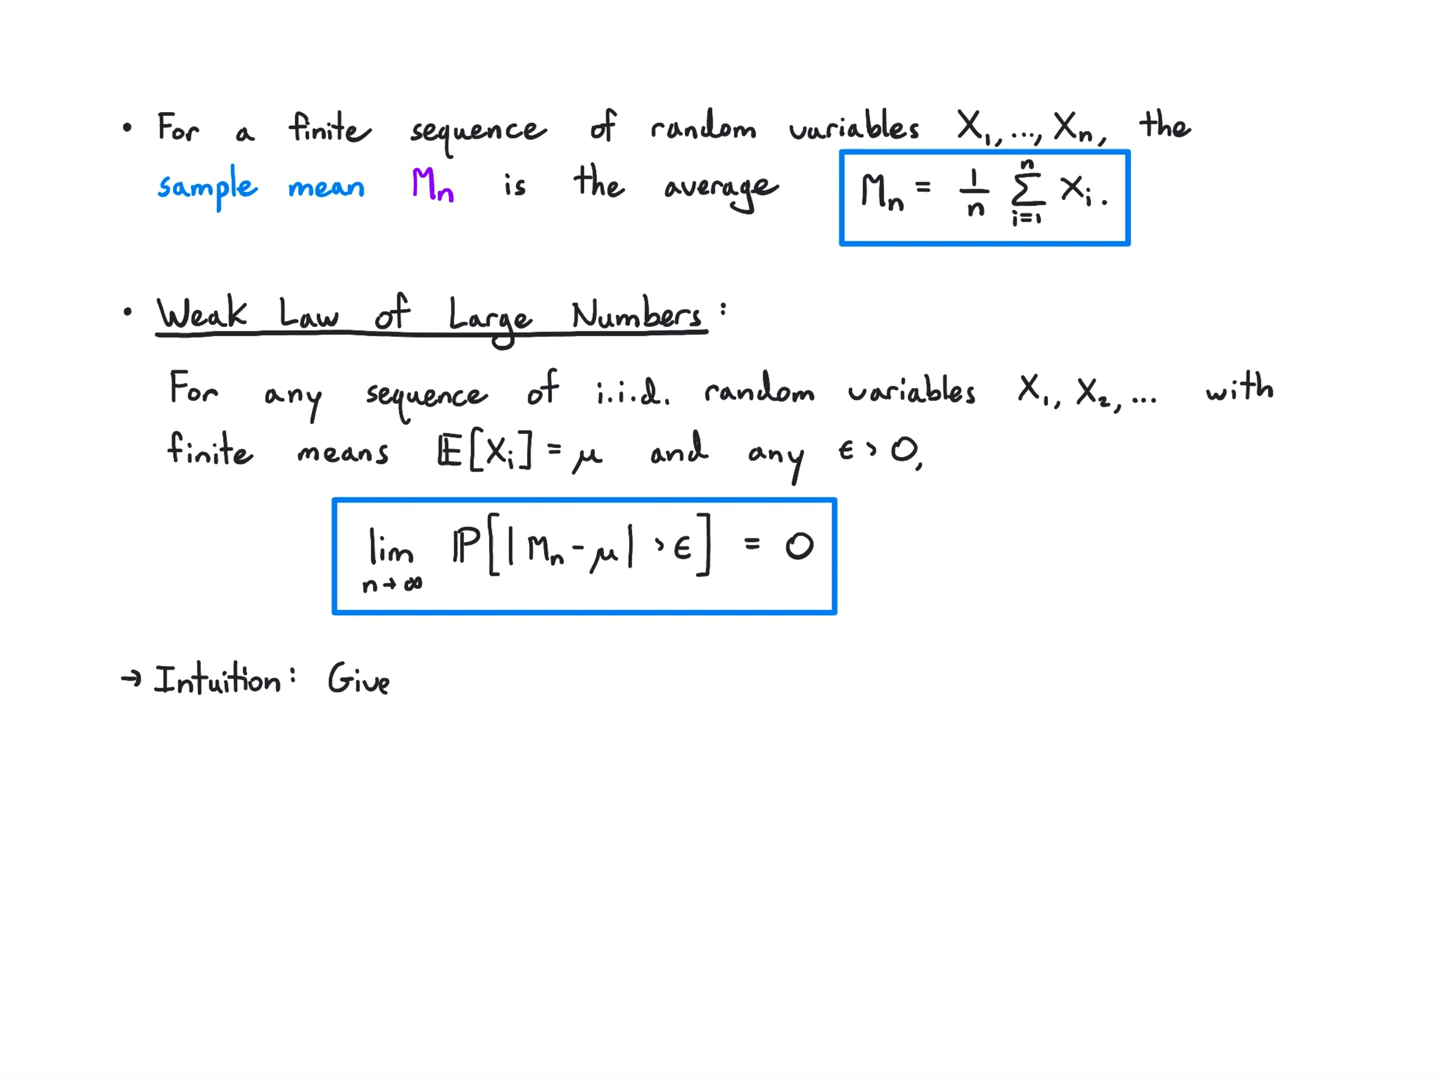 • For a finite sequence of random variables X₁, ..., Xₙ, the
sample mean Mₙ is the average Mₙ = 1/n ∑ᵢ₌₁ⁿ Xᵢ.
• Weak Law of Large Numbers:
For any sequence of i.i.d. random variables X₁, X₂, ... with
finite means 𝔼[Xᵢ] = μ and any ϵ > 0,
lim n→∞ ℙ[|Mₙ - μ| > ϵ] = 0
→ Intuition: Give